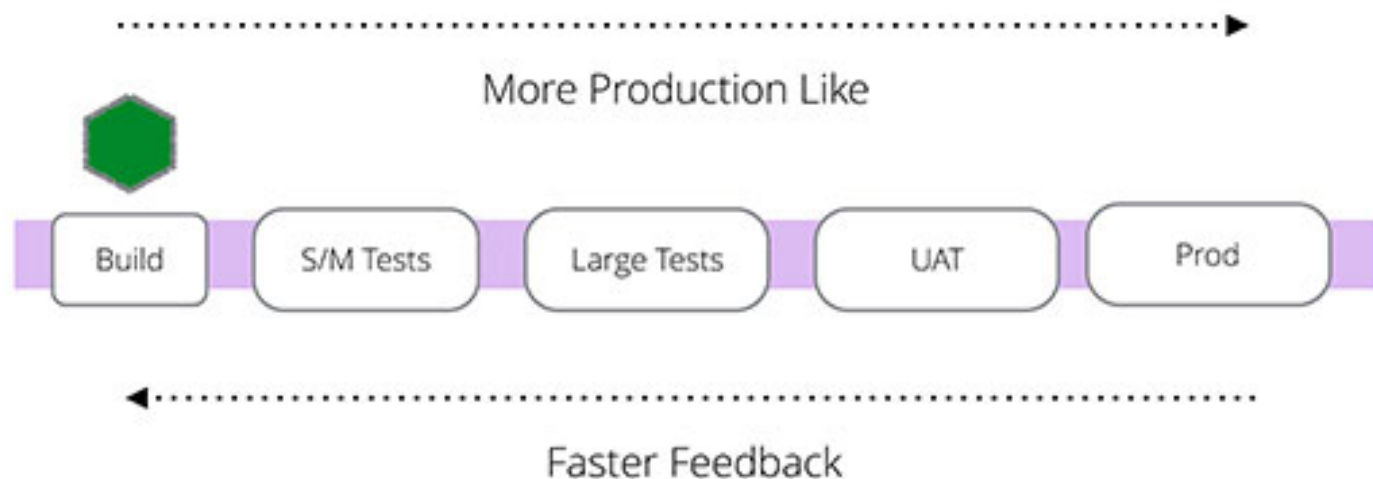 More Production Like
Build
S/M Tests
Large Tests
UAT
Prod
Faster Feedback